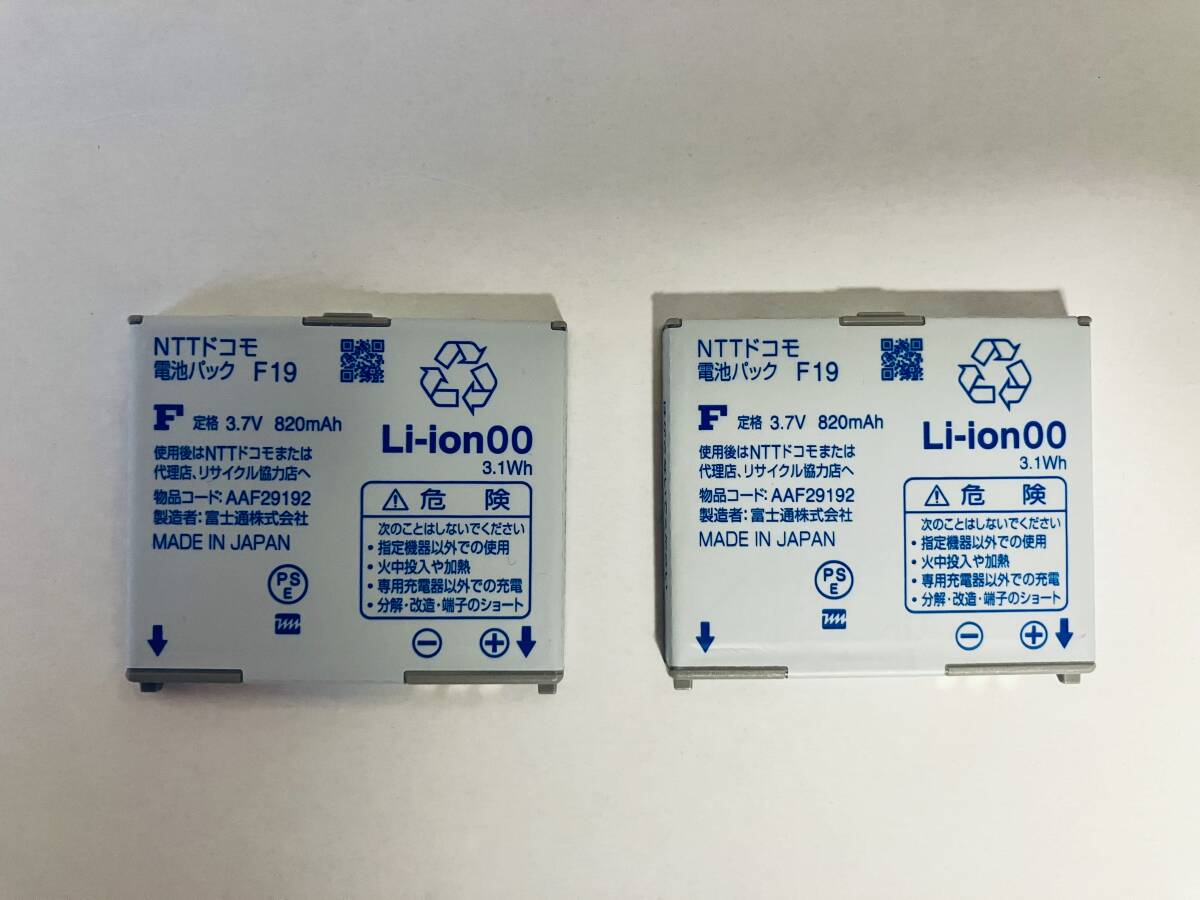 NTTドコモ
電池パック F19
F 定格 3.7V 820mAh
使用後はNTTドコモまたは
代理店、リサイクル協力店へ
物品コード: AAF29192
製造者: 富士通株式会社
MADE IN JAPAN
PSE
Li-ion00
3.1Wh
⚠ 危険
次のことはしないでください
・指定機器以外での使用
・火中投入や加熱
・専用充電器以外での充電
・分解・改造・端子のショート
NTTドコモ
電池パック F19
F 定格 3.7V 820mAh
使用後はNTTドコモまたは
代理店、リサイクル協力店へ
物品コード: AAF29192
製造者: 富士通株式会社
MADE IN JAPAN
PSE
Li-ion00
3.1Wh
⚠ 危険
次のことはしないでください
・指定機器以外での使用
・火中投入や加熱
・専用充電器以外での充電
・分解・改造・端子のショート